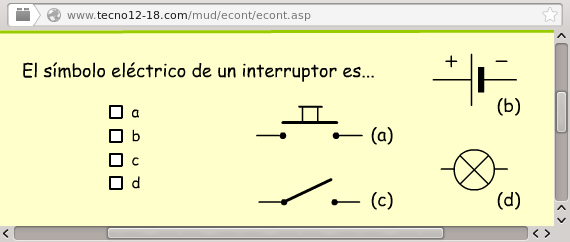 www.tecno12-18.com/mud/econt/econt.asp
El símbolo eléctrico de un interruptor es...
a
b
c
d
(a)
+ −
(b)
(c)
(d)